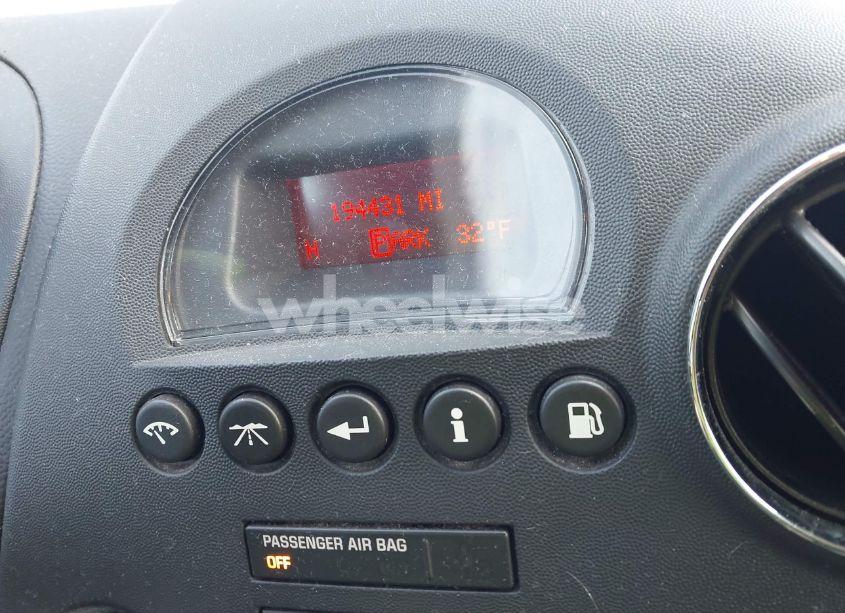 194431 MI
W PARK 32°F
wheelwise
i
PASSENGER AIR BAG
OFF